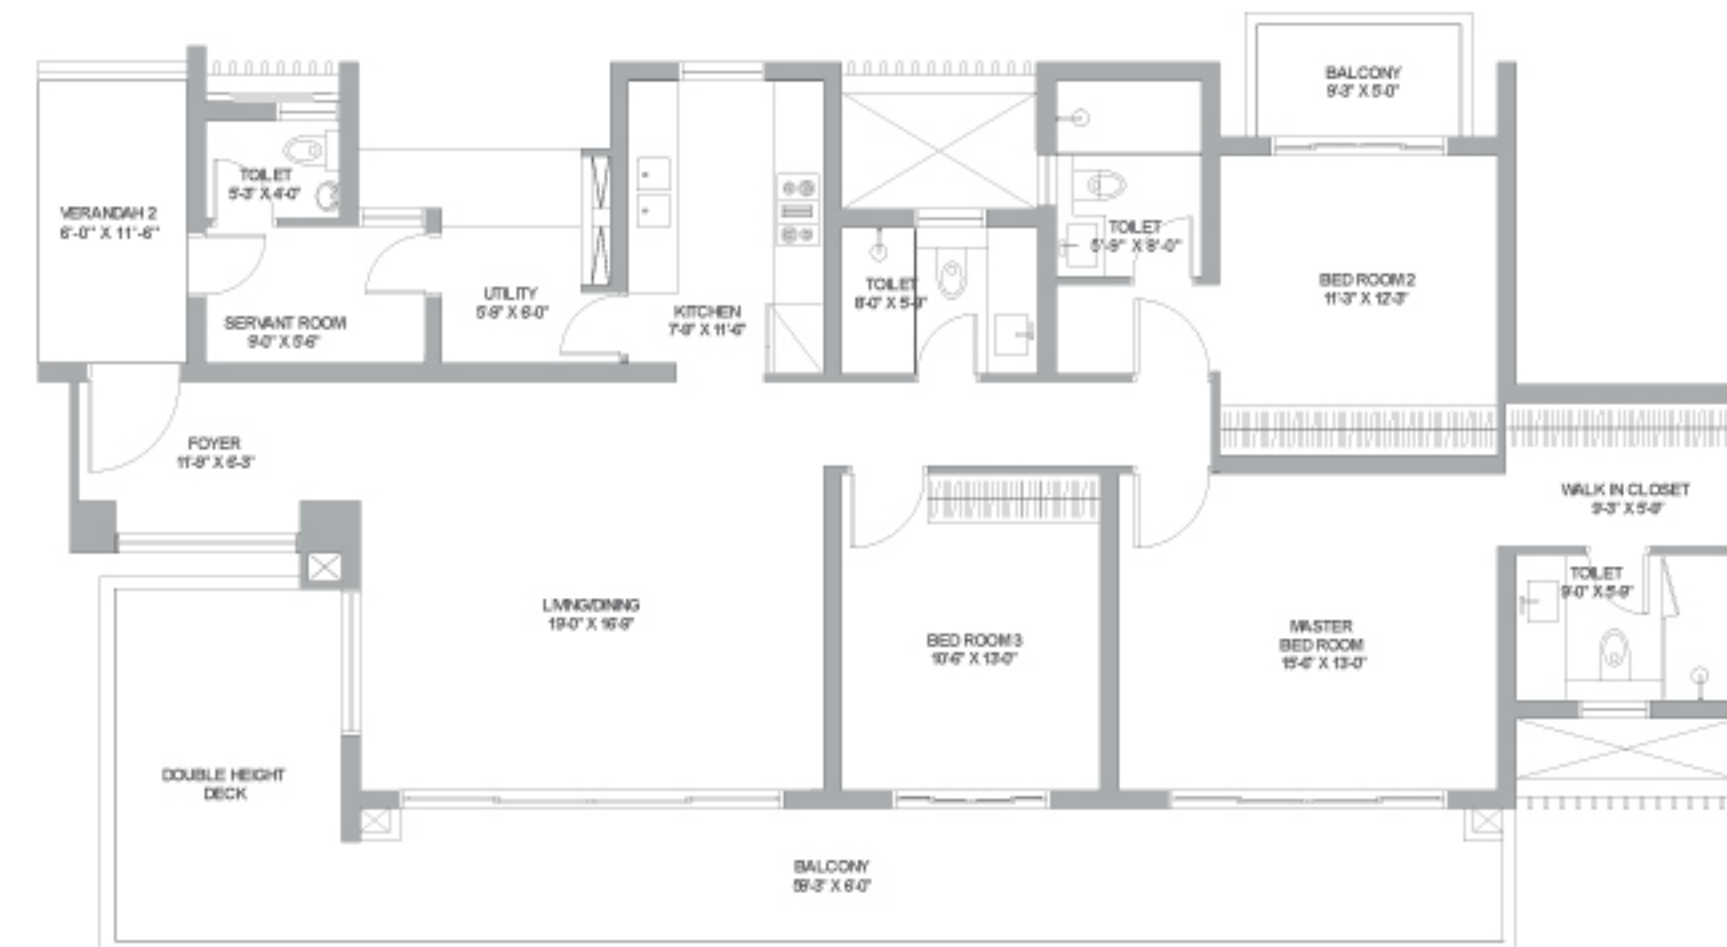 BALCONY
9'-3" X 5'-0"
TOILET
5'-3" X 4'-0"
VERANDAH 2
6'-0" X 11'-6"
TOILET
5'-9" X 8'-0"
UTILITY
5'-9" X 6'-0"
KITCHEN
7'-9" X 11'-6"
TOILET
8'-0" X 5'-9"
BED ROOM 2
11'-3" X 12'-3"
SERVANT ROOM
9'-0" X 5'-6"
FOYER
11'-9" X 6'-3"
WALK IN CLOSET
9'-3" X 5'-9"
TOILET
9'-0" X 5'-9"
LIVING/DINING
19'-0" X 16'-9"
BED ROOM 3
10'-6" X 13'-0"
MASTER
BED ROOM
15'-6" X 13'-0"
DOUBLE HEIGHT
DECK
BALCONY
X 6'-0"